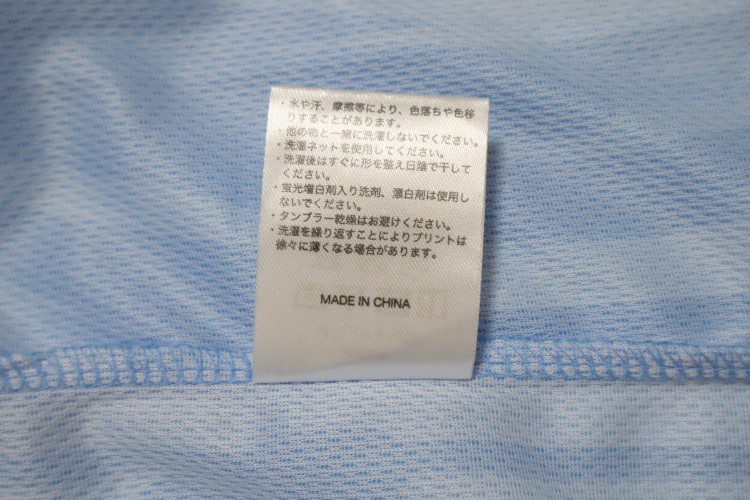 ・水や汗、摩擦等により、色落ちや色移
りすることがあります。
・他の物と一緒に洗濯しないでください。
・洗濯ネットを使用してください。
・洗濯後はすぐに形を整え日陰で干して
ください。
・蛍光増白剤入り洗剤、漂白剤は使用し
ないでください。
・タンブラー乾燥はお避けください。
・洗濯を繰り返すことによりプリントは
徐々に薄くなる場合があります。
MADE IN CHINA